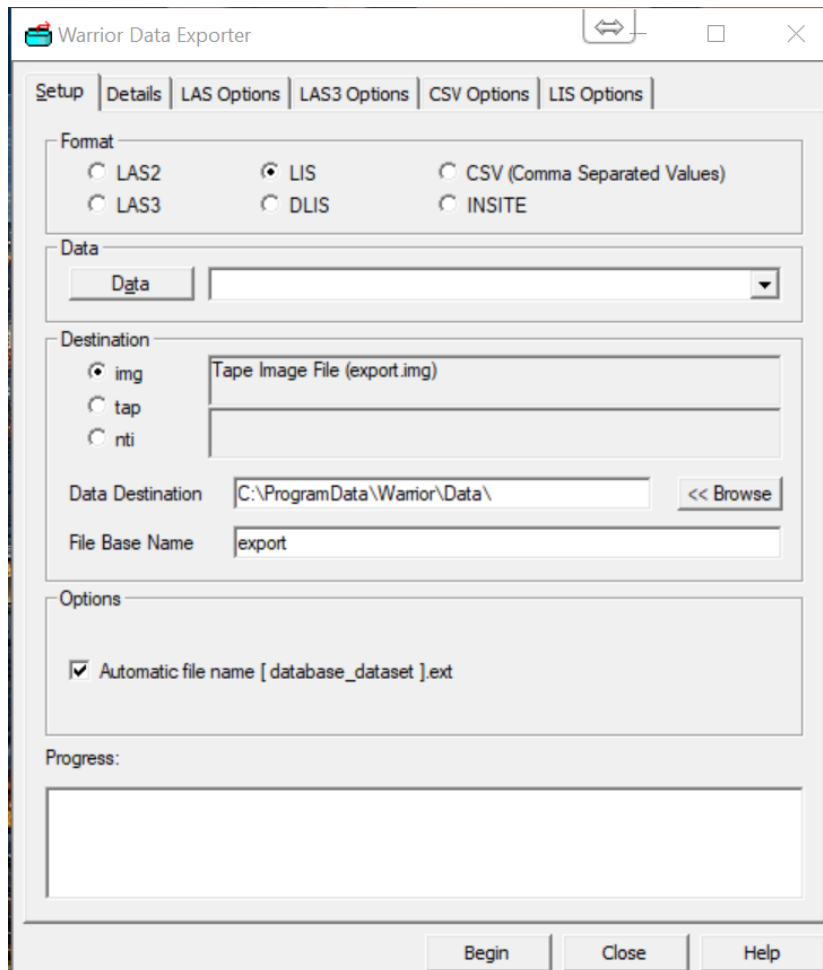 Warrior Data Exporter
Setup Details LAS Options LAS3 Options CSV Options LIS Options
Format
LAS2 LIS CSV (Comma Separated Values)
LAS3 DLIS INSITE
Data
Data
Destination
img Tape Image File (export.img)
tap
nti
Data Destination C:\ProgramData\Warrior\Data\ << Browse
File Base Name export
Options
Automatic file name [ database_dataset ].ext
Progress:
Begin Close Help